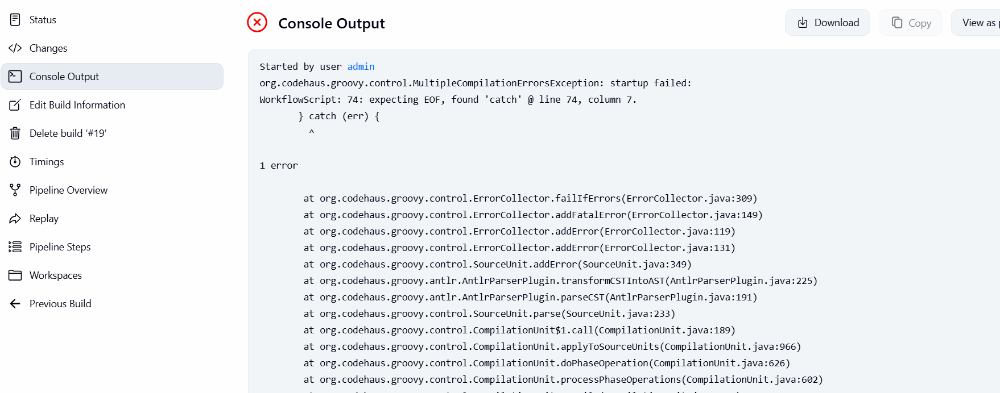 Status
Changes
Console Output
Edit Build Information
Delete build ‘#19’
Timings
Pipeline Overview
Replay
Pipeline Steps
Workspaces
Previous Build
Console Output
Download
Copy
View as
Started by user admin
org.codehaus.groovy.control.MultipleCompilationErrorsException: startup failed:
WorkflowScript: 74: expecting EOF, found 'catch' @ line 74, column 7.
} catch (err) {
^
1 error
at org.codehaus.groovy.control.ErrorCollector.failIfErrors(ErrorCollector.java:309)
at org.codehaus.groovy.control.ErrorCollector.addFatalError(ErrorCollector.java:149)
at org.codehaus.groovy.control.ErrorCollector.addError(ErrorCollector.java:119)
at org.codehaus.groovy.control.ErrorCollector.addError(ErrorCollector.java:131)
at org.codehaus.groovy.control.SourceUnit.addError(SourceUnit.java:349)
at org.codehaus.groovy.antlr.AntlrParserPlugin.transformCSTIntoAST(AntlrParserPlugin.java:225)
at org.codehaus.groovy.antlr.AntlrParserPlugin.parseCST(AntlrParserPlugin.java:191)
at org.codehaus.groovy.control.SourceUnit.parse(SourceUnit.java:233)
at org.codehaus.groovy.control.CompilationUnit$1.call(CompilationUnit.java:189)
at org.codehaus.groovy.control.CompilationUnit.applyToSourceUnits(CompilationUnit.java:966)
at org.codehaus.groovy.control.CompilationUnit.doPhaseOperation(CompilationUnit.java:626)
at org.codehaus.groovy.control.CompilationUnit.processPhaseOperations(CompilationUnit.java:602)